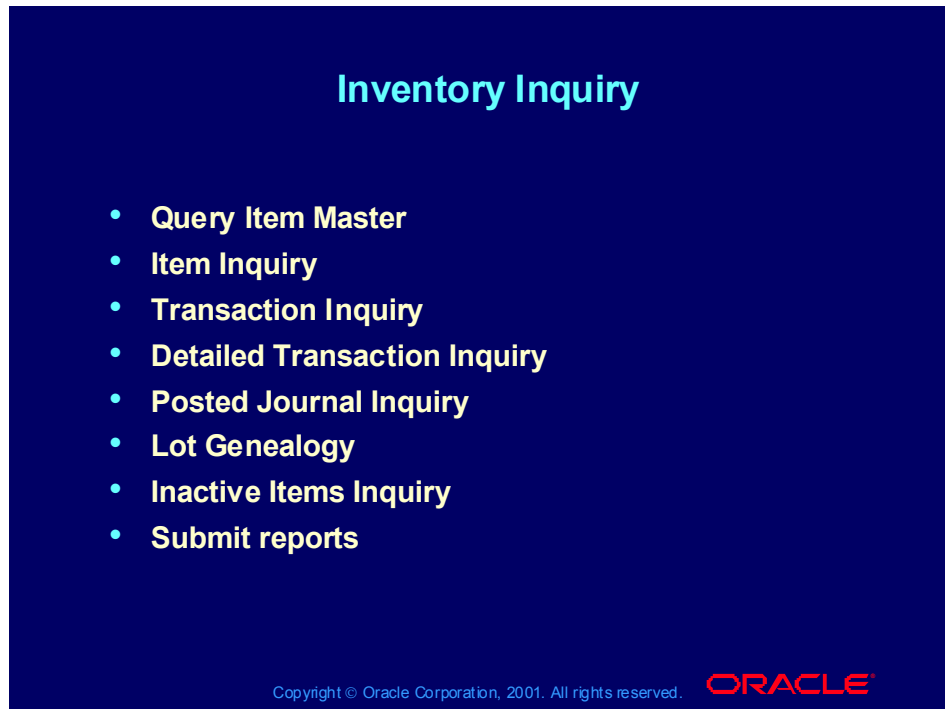 Inventory Inquiry
• Query Item Master
• Item Inquiry
• Transaction Inquiry
• Detailed Transaction Inquiry
• Posted Journal Inquiry
• Lot Genealogy
• Inactive Items Inquiry
• Submit reports
Copyright © Oracle Corporation, 2001. All rights reserved. ORACLE®